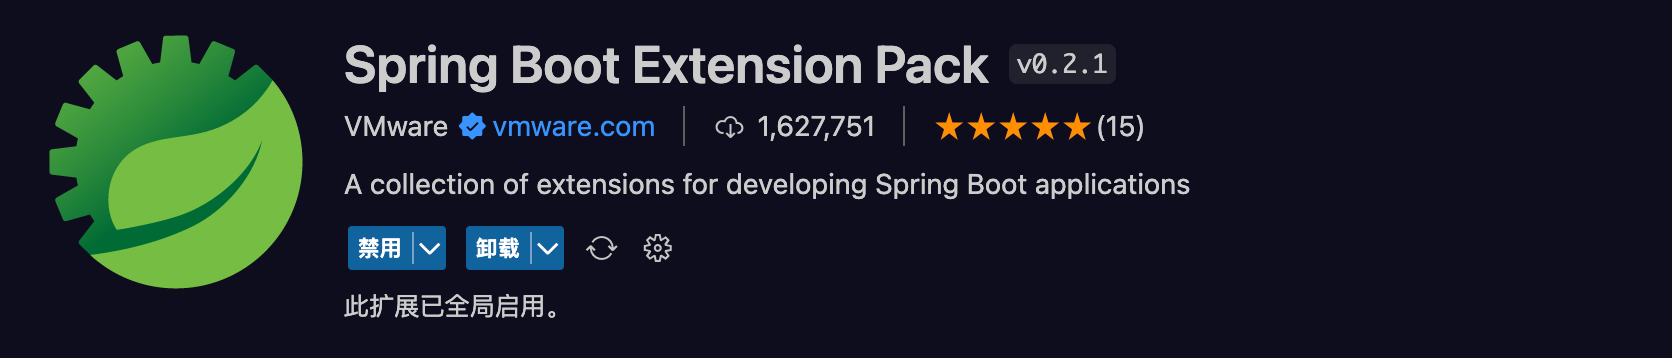 Spring Boot Extension Pack v0.2.1
VMware vmware.com 1,627,751 (15)
A collection of extensions for developing Spring Boot applications
禁用 卸载
此扩展已全局启用。